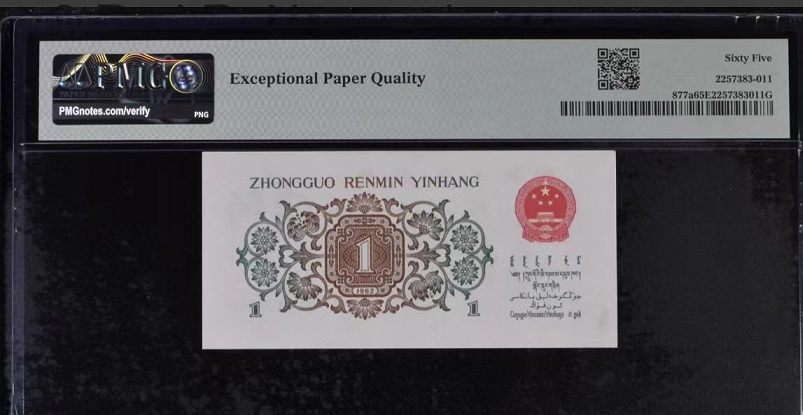 PMG
PMGnotes.com/verify
PNG
Exceptional Paper Quality
Sixty Five
2257383-011
877a65E2257383011G
ZHONGGUO RENMIN YINHANG
1
1962
1
1